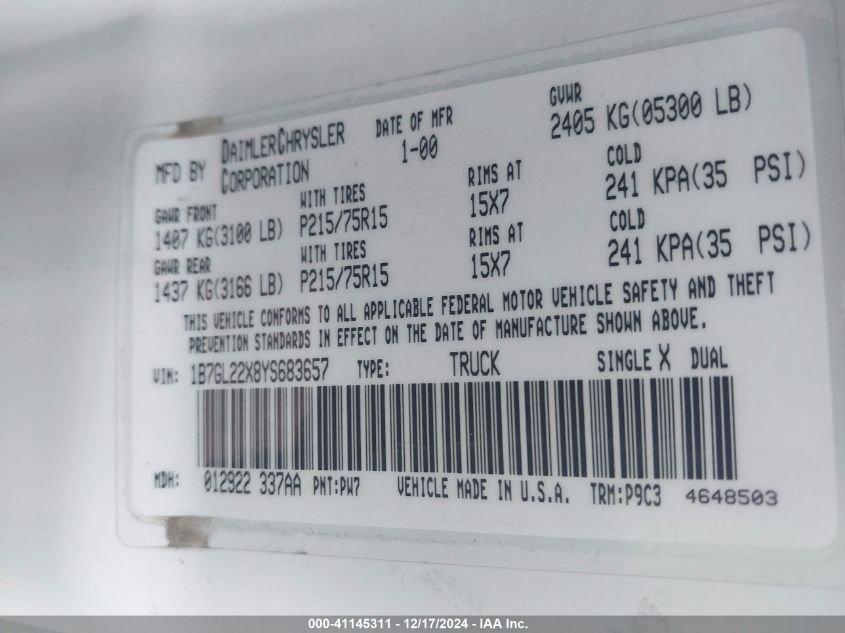 MFD BY DAIMLERCHRYSLER CORPORATION DATE OF MFR 1-00 GVWR 2405 KG(05300 LB)
GAWR FRONT WITH TIRES RIMS AT COLD
1407 KG(3100 LB) P215/75R15 15X7 241 KPA(35 PSI)
GAWR REAR WITH TIRES RIMS AT COLD
1437 KG(3166 LB) P215/75R15 15X7 241 KPA(35 PSI)
THIS VEHICLE CONFORMS TO ALL APPLICABLE FEDERAL MOTOR VEHICLE SAFETY AND THEFT
PREVENTION STANDARDS IN EFFECT ON THE DATE OF MANUFACTURE SHOWN ABOVE.
VIN: 1B7GL22X8YS683657 TYPE: TRUCK SINGLE X DUAL
MDH: 012922 337AA PNT:PW7 VEHICLE MADE IN U.S.A. TRM:P9C3 4648503
000-41145311 - 12/17/2024 - IAA Inc.